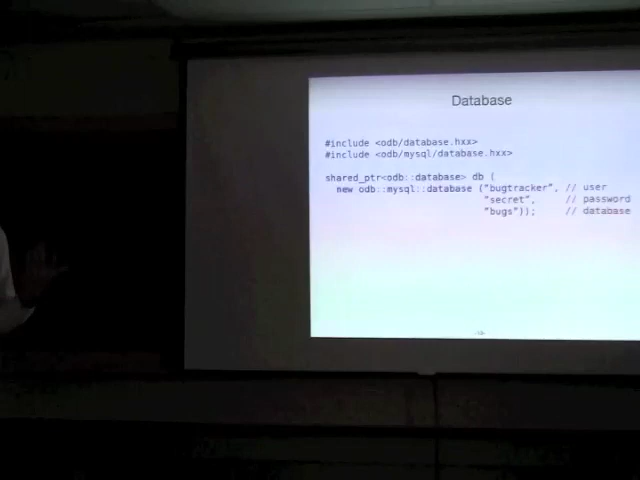 Database
#include <odb/database.hxx>
#include <odb/mysql/database.hxx>
shared_ptr<odb::database> db (
new odb::mysql::database ("bugtracker", // user
"secret", // password
"bugs")); // database